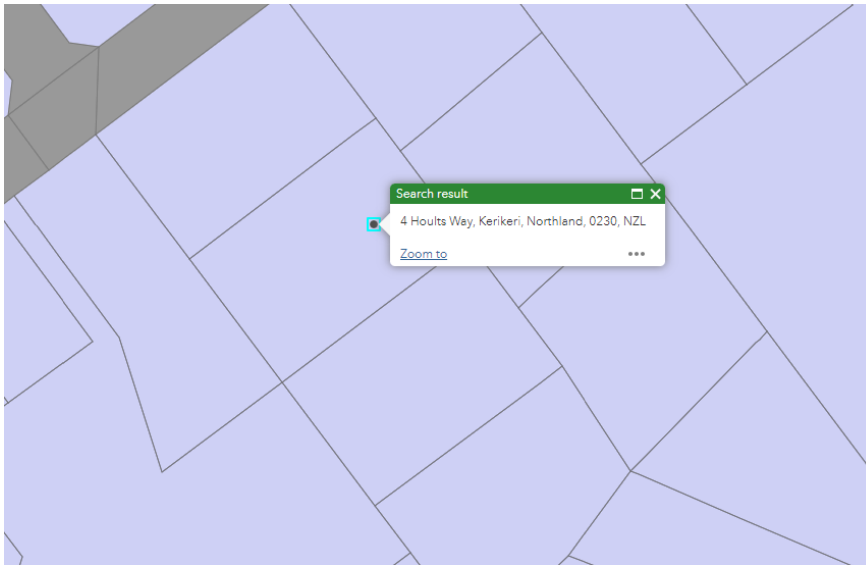 Search result
4 Hoults Way, Kerikeri, Northland, 0230, NZL
Zoom to